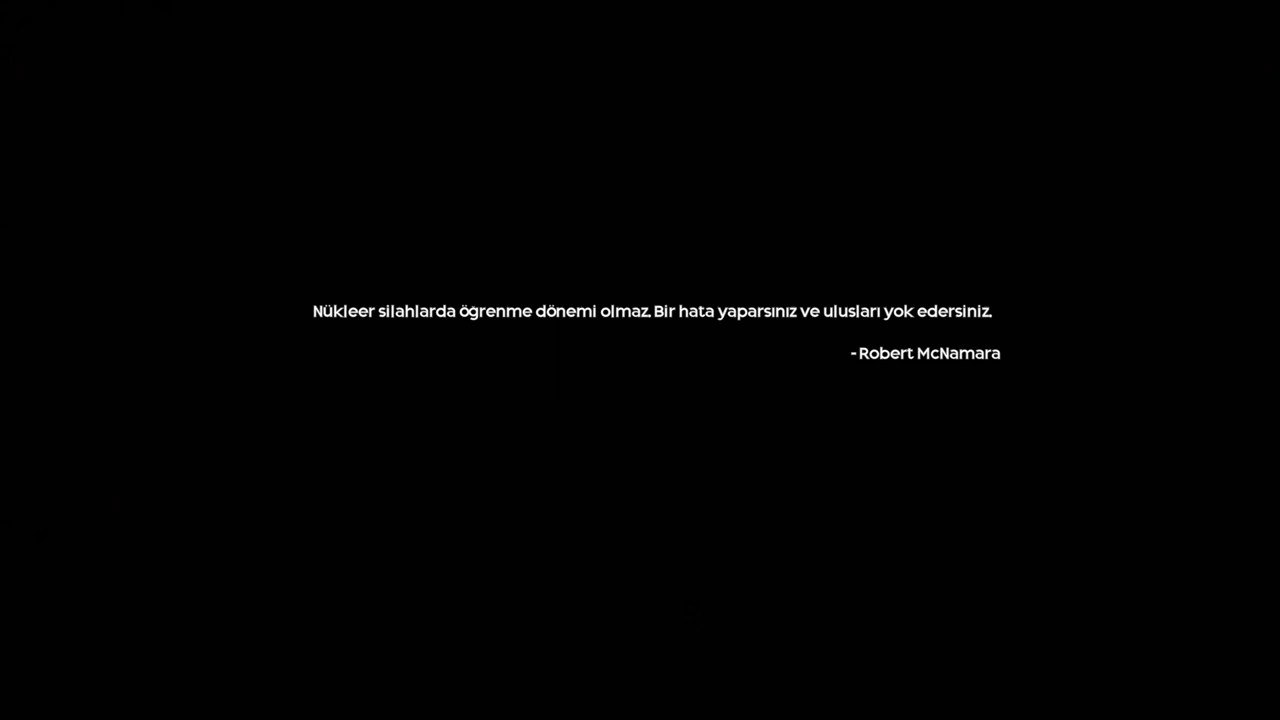 Nükleer silahlarda öğrenme dönemi olmaz. Bir hata yaparsınız ve ulusları yok edersiniz.
- Robert McNamara